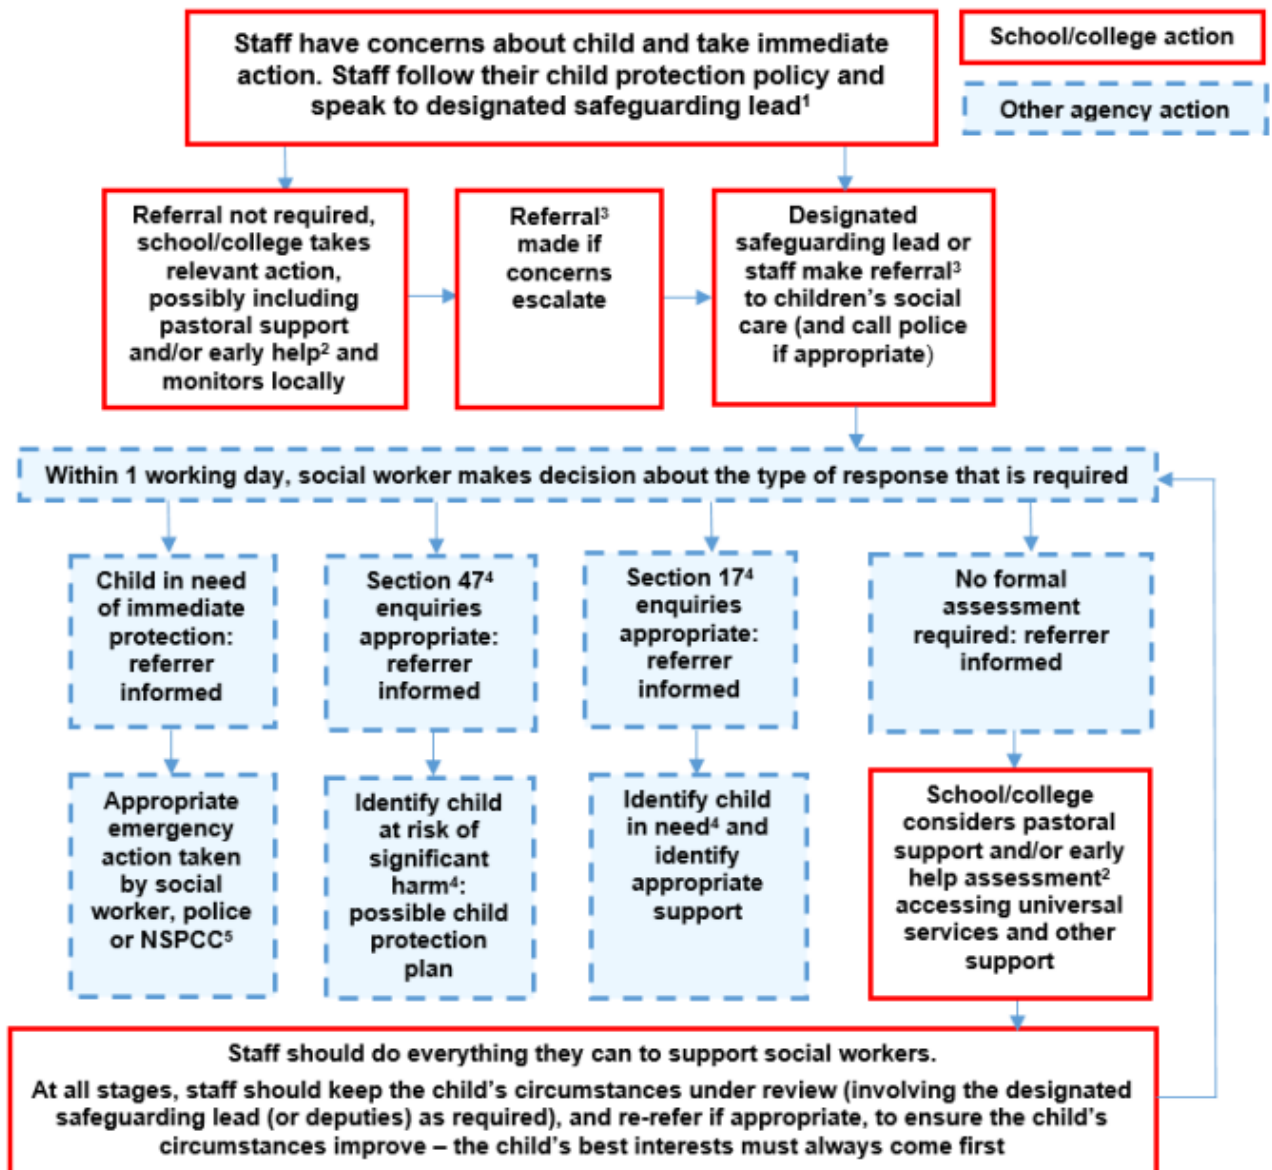 Staff have concerns about child and take immediate
action. Staff follow their child protection policy and
speak to designated safeguarding lead¹
School/college action
Other agency action
Referral not required,
school/college takes
relevant action,
possibly including
pastoral support
and/or early help² and
monitors locally
Referral³
made if
concerns
escalate
Designated
safeguarding lead or
staff make referral³
to children's social
care (and call police
if appropriate)
Within 1 working day, social worker makes decision about the type of response that is required
Child in need
of immediate
protection:
referrer
informed
Section 47⁴
enquiries
appropriate:
referrer
informed
Section 17⁴
enquiries
appropriate:
referrer
informed
No formal
assessment
required: referrer
informed
Appropriate
emergency
action taken
by social
worker, police
or NSPCC⁵
Identify child
at risk of
significant
harm⁴:
possible child
protection
plan
Identify child
in need⁴ and
identify
appropriate
support
School/college
considers pastoral
support and/or early
help assessment²
accessing universal
services and other
support
Staff should do everything they can to support social workers.
At all stages, staff should keep the child's circumstances under review (involving the designated
safeguarding lead (or deputies) as required), and re-refer if appropriate, to ensure the child's
circumstances improve – the child's best interests must always come first